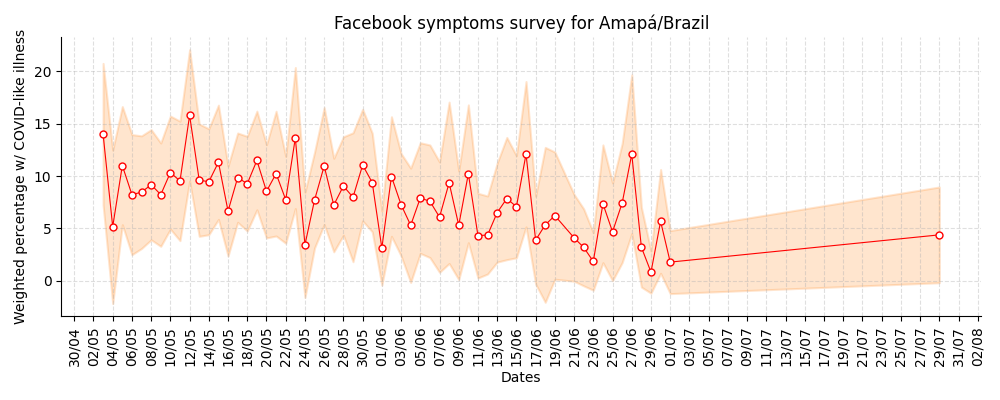 Facebook symptoms survey for Amapá/Brazil
Weighted percentage w/ COVID-like illness
20
15
10
5
0
30/04 02/05 04/05 06/05 08/05 10/05 12/05 14/05 16/05 18/05 20/05 22/05 24/05 26/05 28/05 30/05 01/06 03/06 05/06 07/06 09/06 11/06 13/06 15/06 17/06 19/06 21/06 23/06 25/06 27/06 29/06 01/07 03/07 05/07 07/07 09/07 11/07 13/07 15/07 17/07 19/07 21/07 23/07 25/07 27/07 29/07 31/07 02/08
Dates